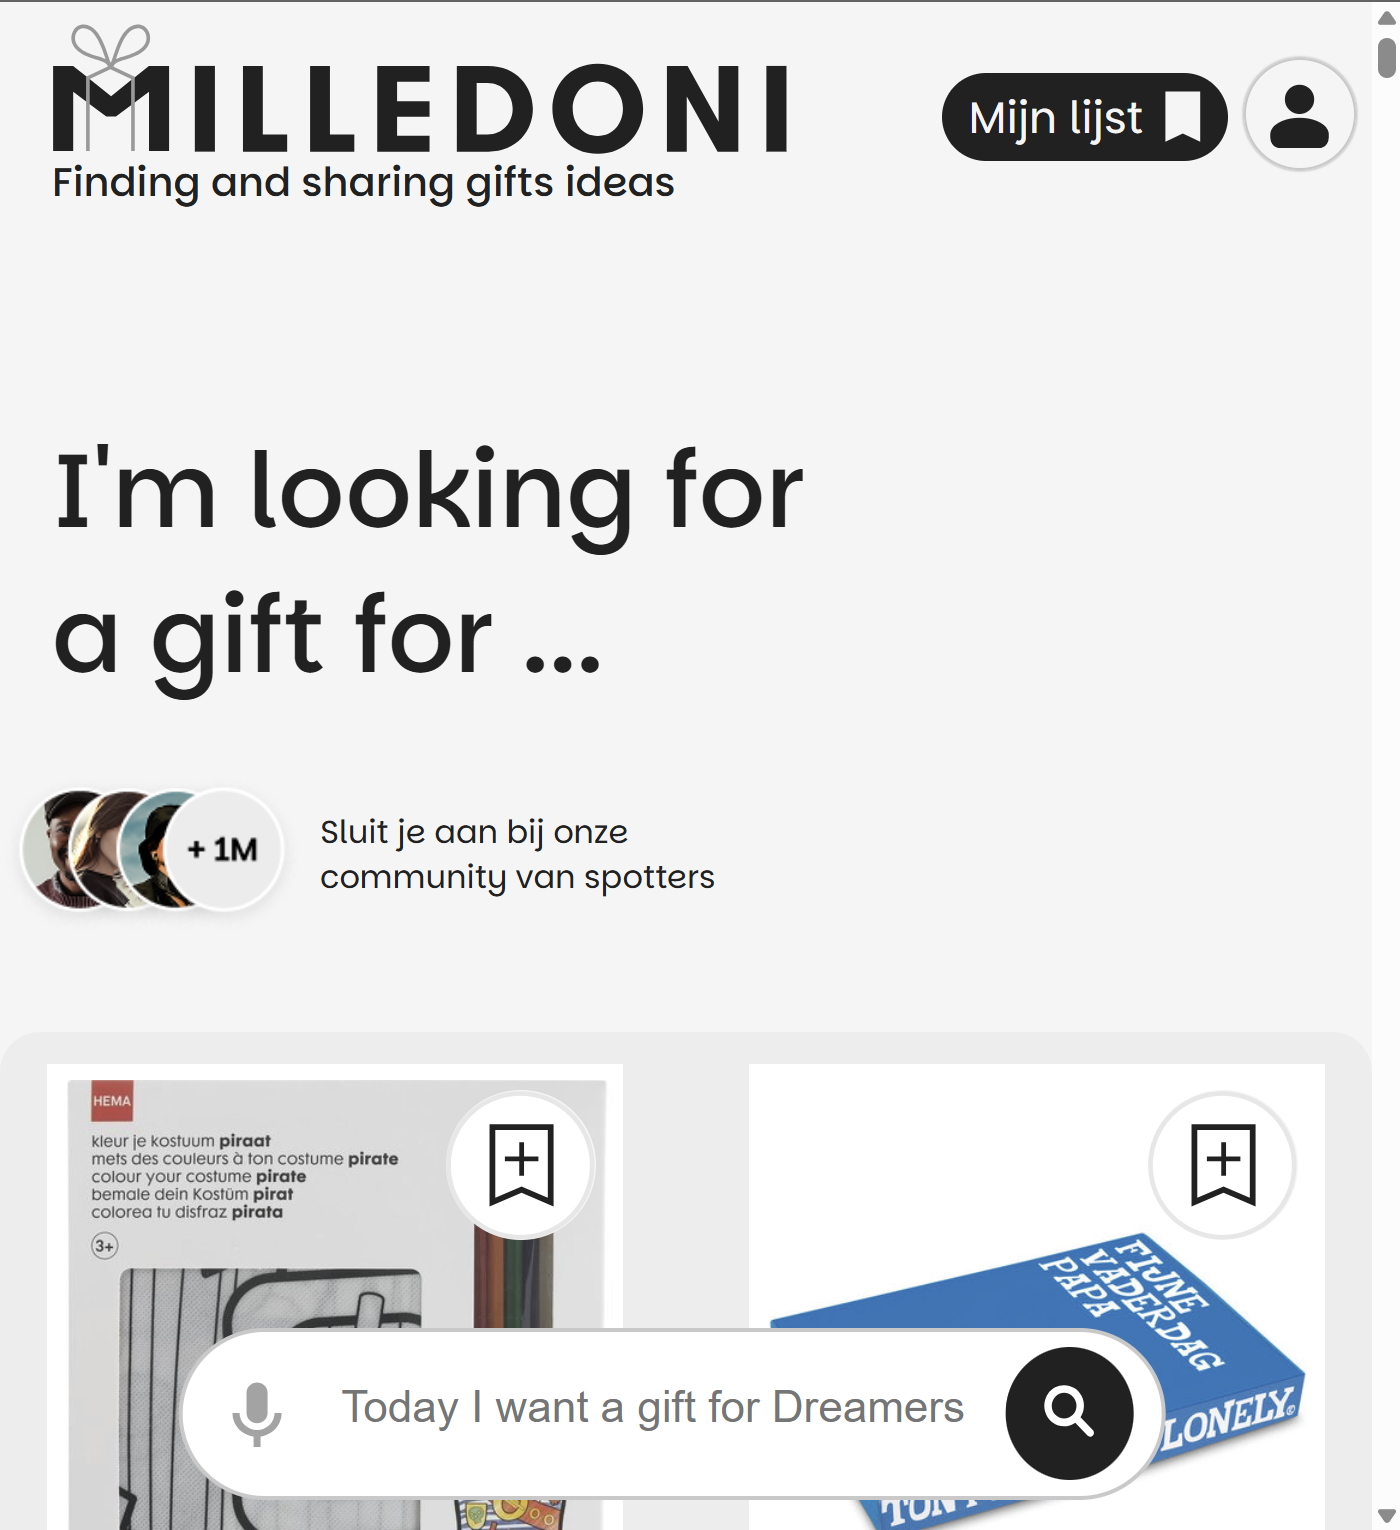 MILLEDONI
Finding and sharing gifts ideas
Mijn lijst
I'm looking for
a gift for ...
+ 1M
Sluit je aan bij onze
community van spotters
HEMA
kleur je kostuum piraat
mets des couleurs à ton costume pirate
colour your costume pirate
bemale dein Kostüm pirat
colorea tu disfraz pirata
3+
FIJNE
VADERDAG
PAPA
LONELY©
Today I want a gift for Dreamers